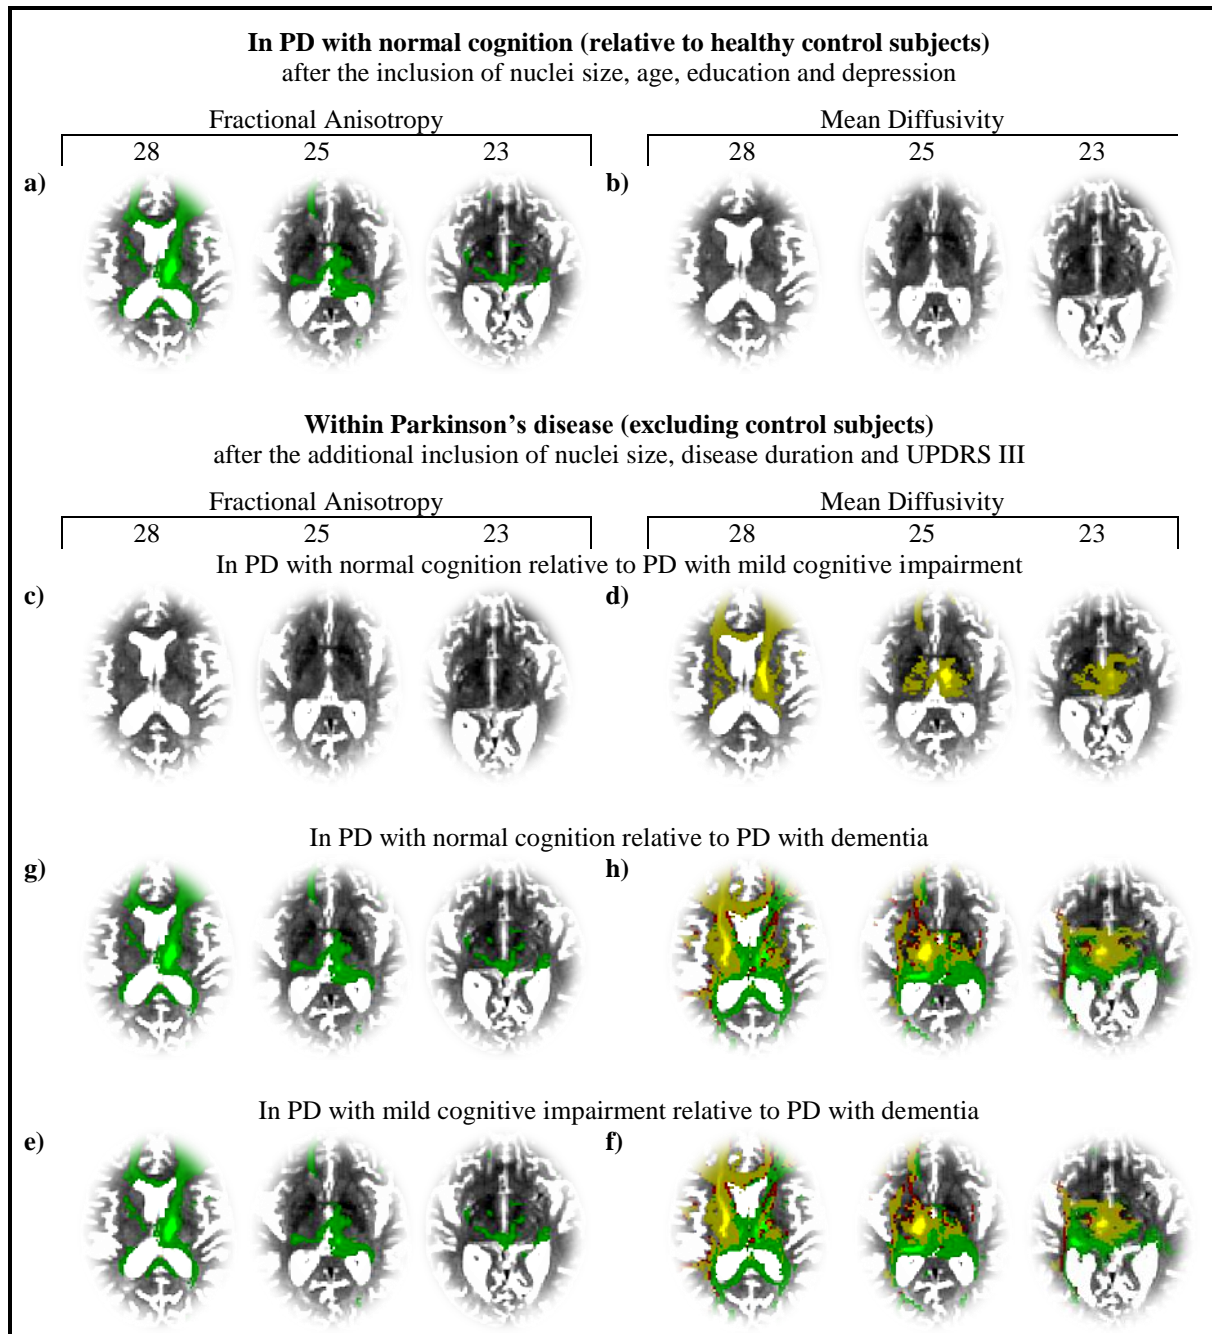 In PD with normal cognition (relative to healthy control subjects)
after the inclusion of nuclei size, age, education and depression
Fractional Anisotropy
Mean Diffusivity
28 25 23
28 25 23
a)
b)
Within Parkinson's disease (excluding control subjects)
after the additional inclusion of nuclei size, disease duration and UPDRS III
Fractional Anisotropy
Mean Diffusivity
28 25 23
28 25 23
In PD with normal cognition relative to PD with mild cognitive impairment
c)
d)
In PD with normal cognition relative to PD with dementia
g)
h)
In PD with mild cognitive impairment relative to PD with dementia
e)
f)